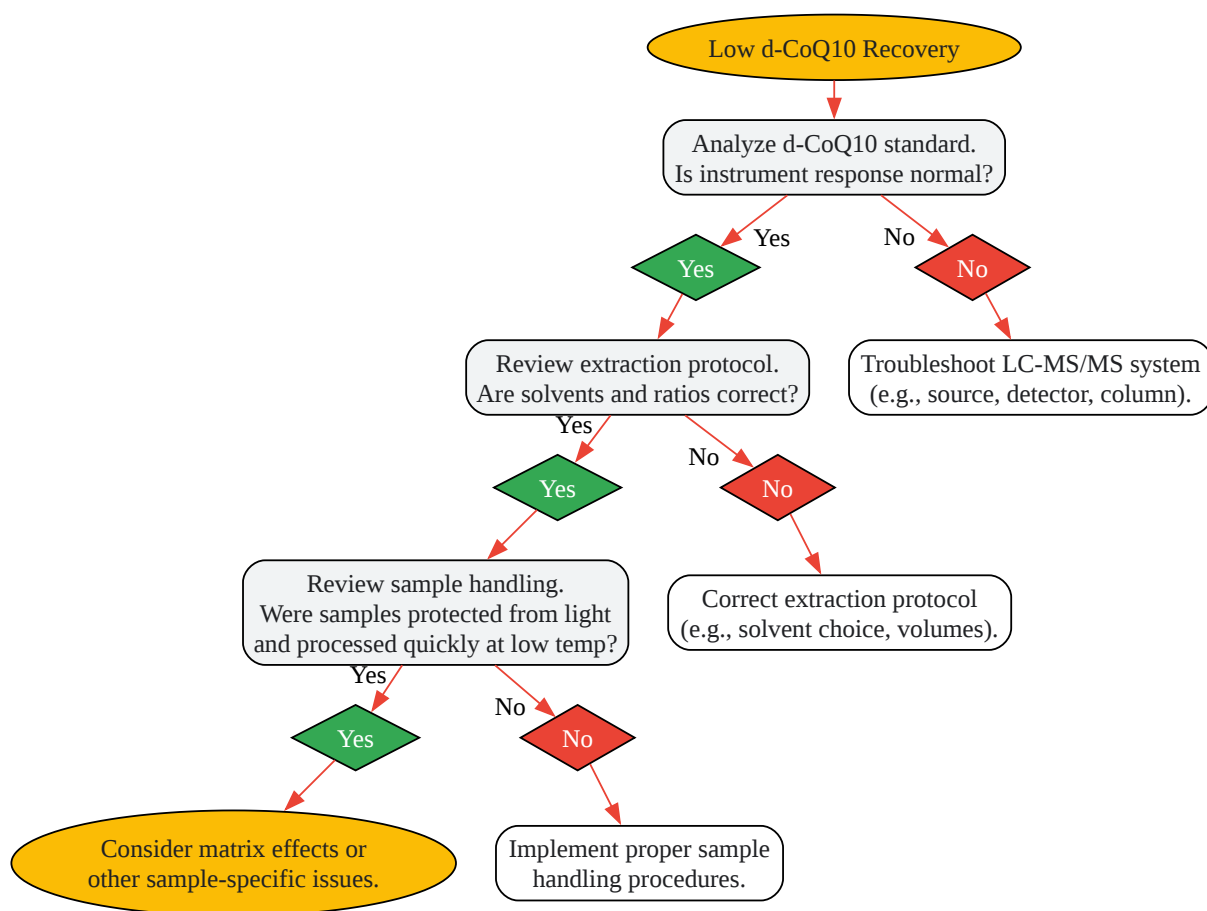 Low d-CoQ10 Recovery
Analyze d-CoQ10 standard.
Is instrument response normal?
Yes
No
Yes
No
Review extraction protocol.
Are solvents and ratios correct?
Troubleshoot LC-MS/MS system
(e.g., source, detector, column).
Yes
No
Yes
No
Review sample handling.
Were samples protected from light
and processed quickly at low temp?
Correct extraction protocol
(e.g., solvent choice, volumes).
Yes
No
Yes
No
Consider matrix effects or
other sample-specific issues.
Implement proper sample
handling procedures.